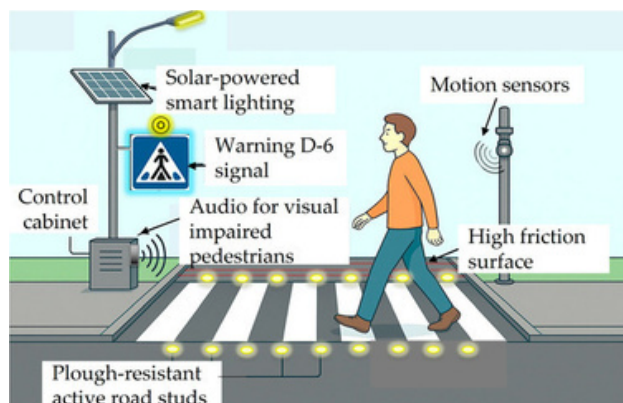 Solar-powered
smart lighting
Motion sensors
Warning D-6
signal
Control
cabinet
Audio for visual
impaired
pedestrians
High friction
surface
Plough-resistant
active road studs